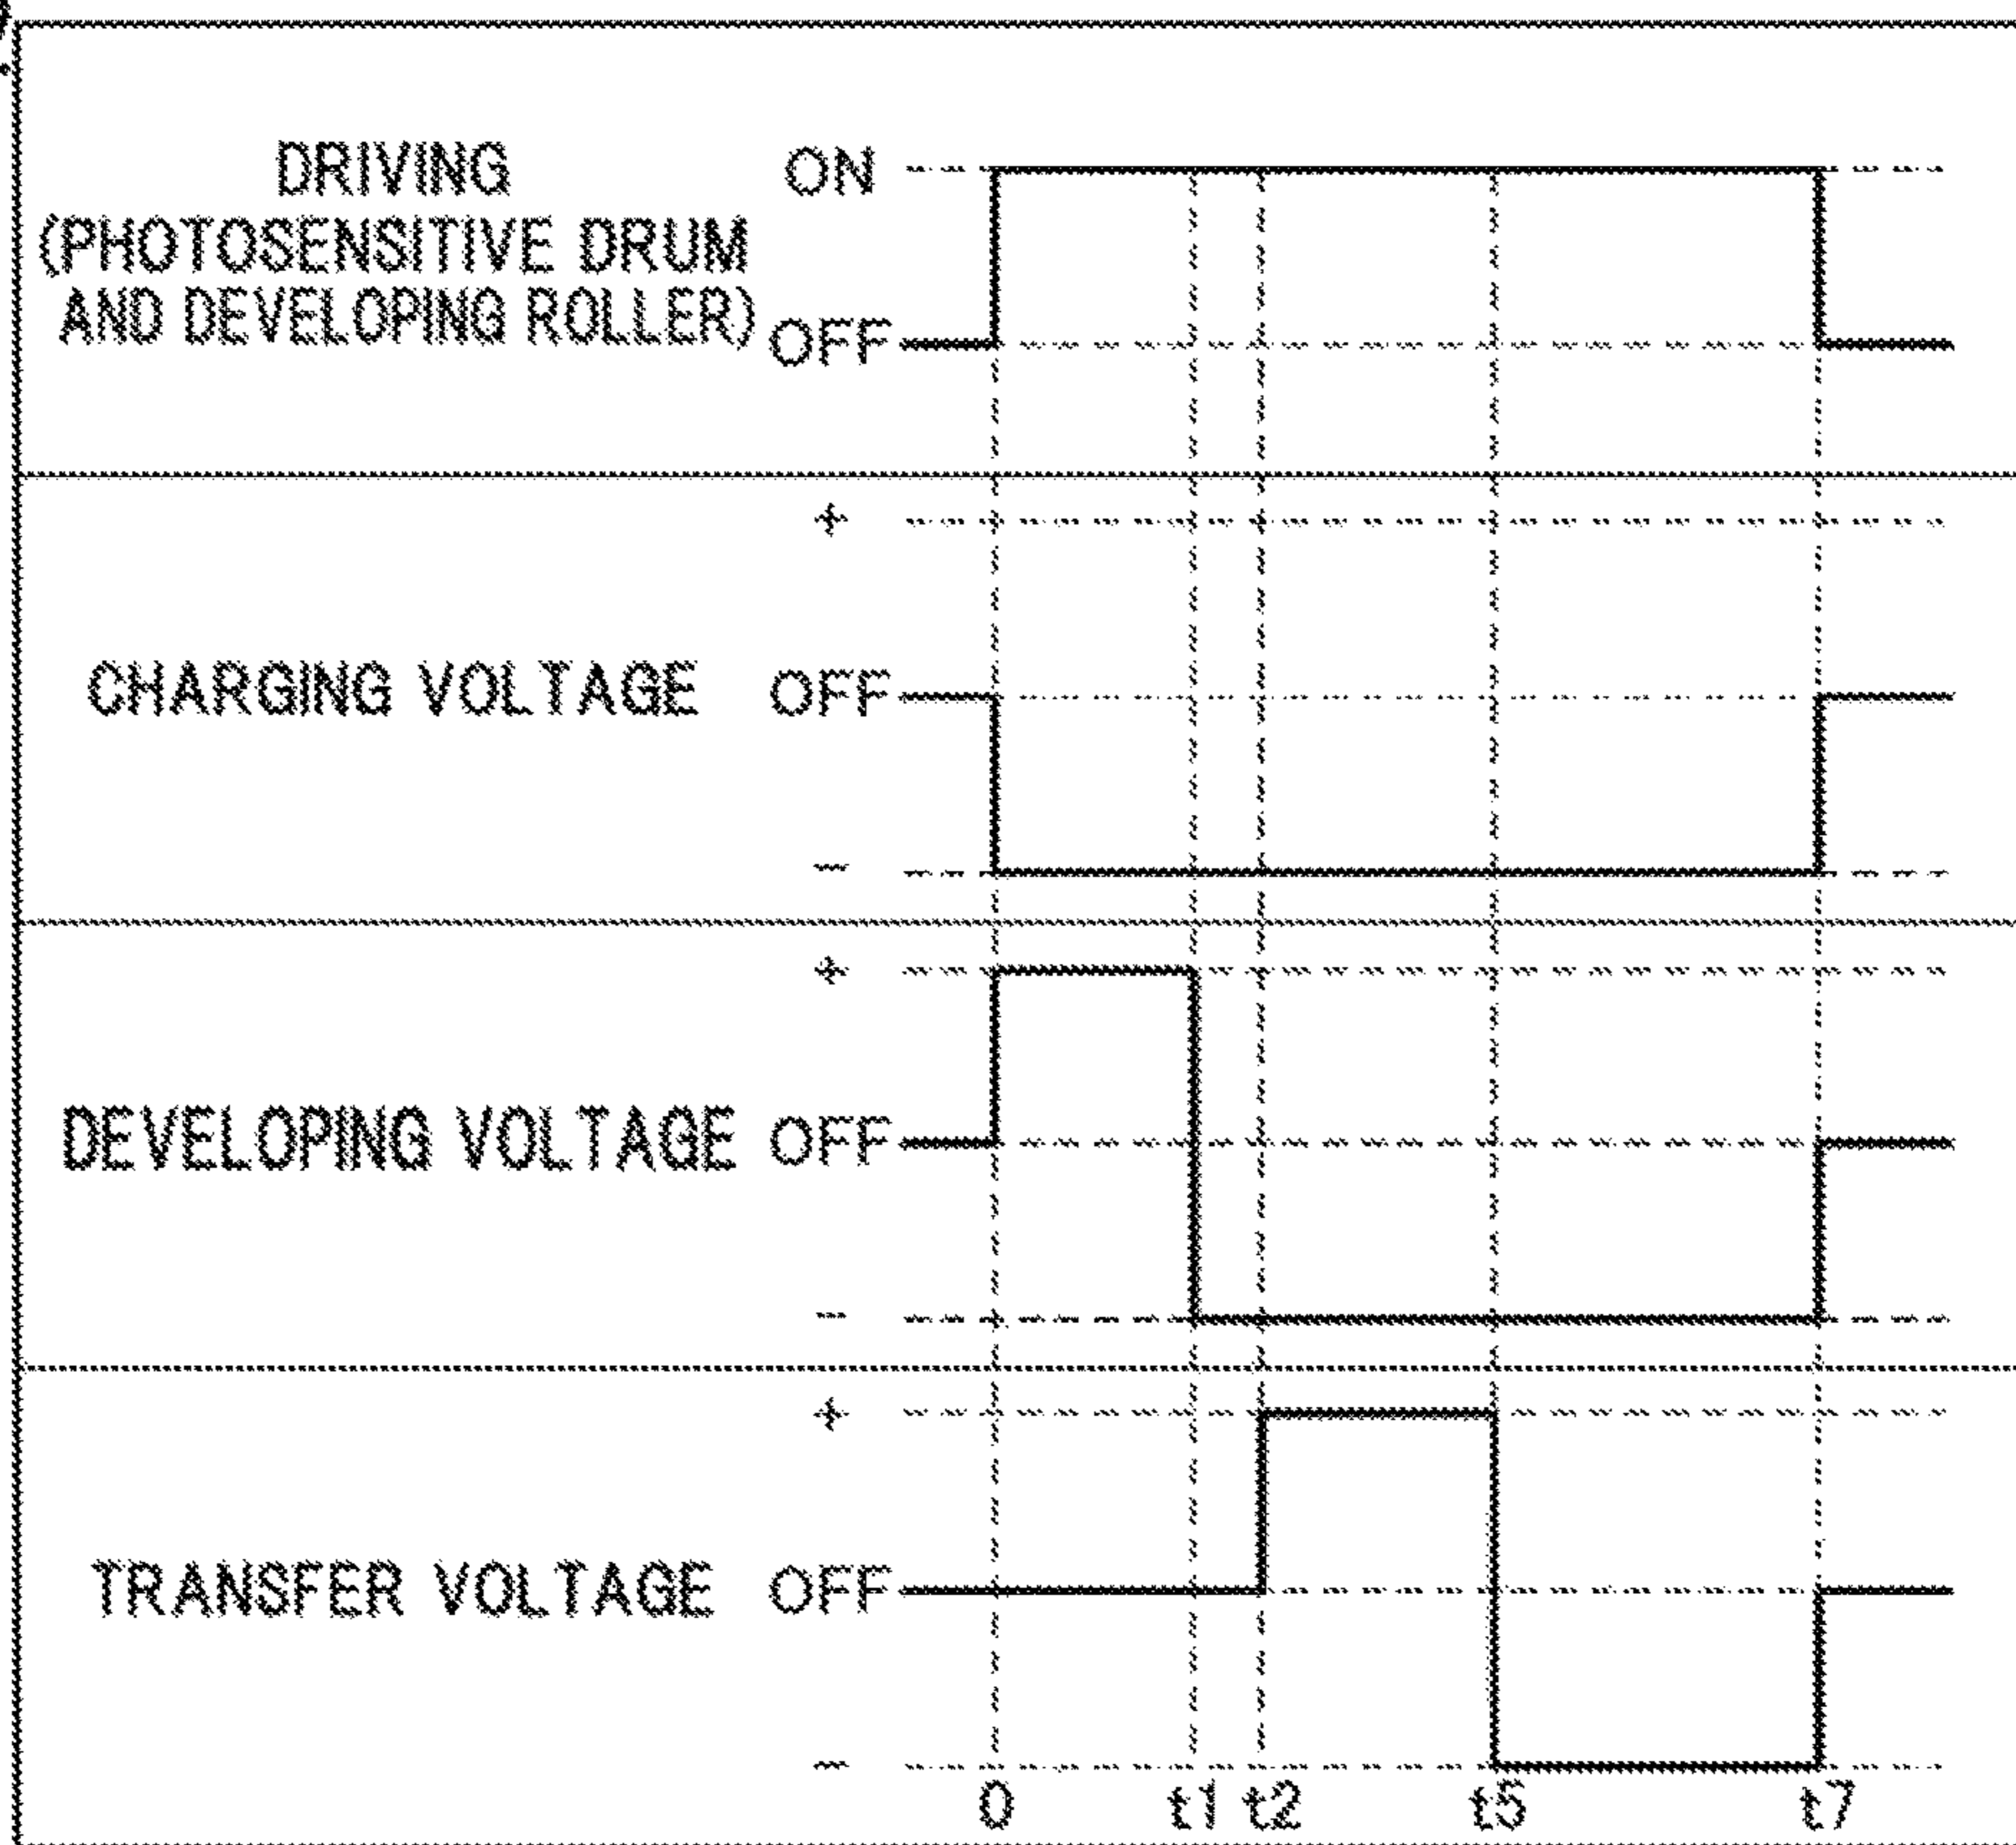 DRIVING
(PHOTOSENSITIVE DRUM
AND DEVELOPING ROLLER)
ON
OFF
CHARGING VOLTAGE
+
OFF
-
DEVELOPING VOLTAGE
+
OFF
-
TRANSFER VOLTAGE
+
OFF
-
0 t1 t2 t5 t7